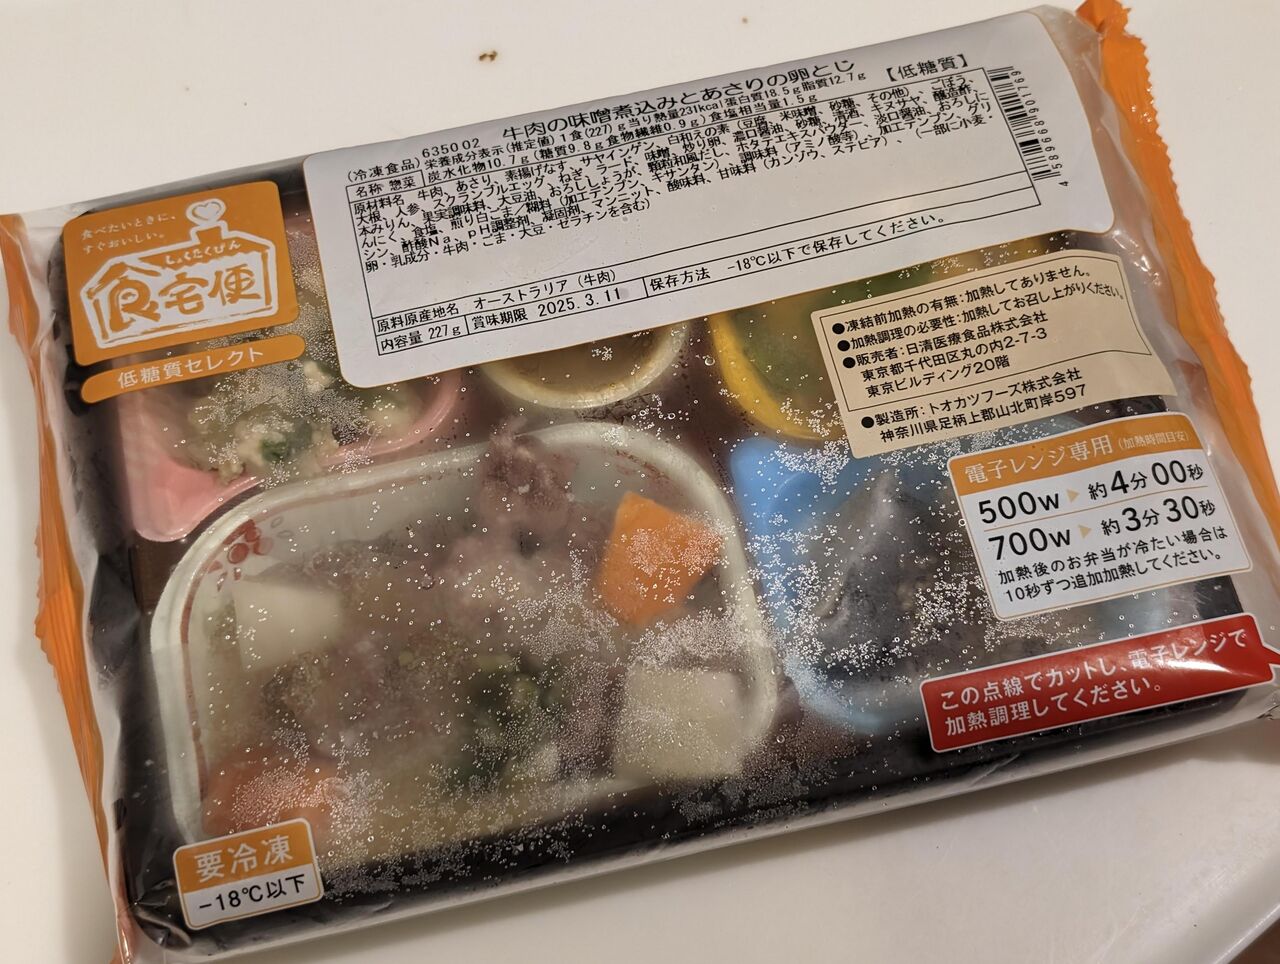 635002 牛肉の味噌煮込みとあさりの卵とじ 【低糖質】
(冷凍食品) 栄養成分表示(推定値)1食(227)g当り熱量231kcal蛋白質18.5g脂質12.7g
炭水化物10.7g(糖質9.8g食物繊維0.9g)食塩相当量1.5g
名称 惣菜
原材料名 牛肉、あさり、素揚げなす、サヤインゲン、白和えの素(豆腐、米味噌、砂糖、その他)、ごぼう、
大根、人参、スクランブルエッグ、ねぎ、ラード、味噌、炒り卵、濃口醤油、砂糖、清酒、キヌサヤ、醸造酢、
本みりん、果実調味料、大豆油、おろししょうが、顆粒和風だし、ホタテエキスパウダー、淡口醤油、おろしに
んにく、食塩、煎り白ごま/糊料(加工デンプン、キサンタン)、調味料(アミノ酸等)、加工デンプン、グリ
シン、酢酸Na、pH調整剤、凝固剤、マンニット、酸味料、甘味料(カンゾウ、ステビア)、(一部に小麦・
卵・乳成分・牛肉・ごま・大豆・ゼラチンを含む)
原料原産地名 オーストラリア(牛肉)
内容量 227g 賞味期限 2025.3.11 保存方法 -18℃以下で保存してください。
食べたいときに、
すぐおいしい。
しょくたくびん
食宅便
低糖質セレクト
●凍結前加熱の有無:加熱してありません。
●加熱調理の必要性:加熱してお召し上がりください。
●販売者:日清医療食品株式会社
東京都千代田区丸の内2-7-3
東京ビルディング20階
●製造所:トオカツフーズ株式会社
神奈川県足柄上郡山北町岸597
電子レンジ専用(加熱時間目安)
500W 約4分00秒
700W 約3分30秒
加熱後のお弁当が冷たい場合は
10秒ずつ追加加熱してください。
この点線でカットし、電子レンジで
加熱調理してください。
要冷凍
-18℃以下